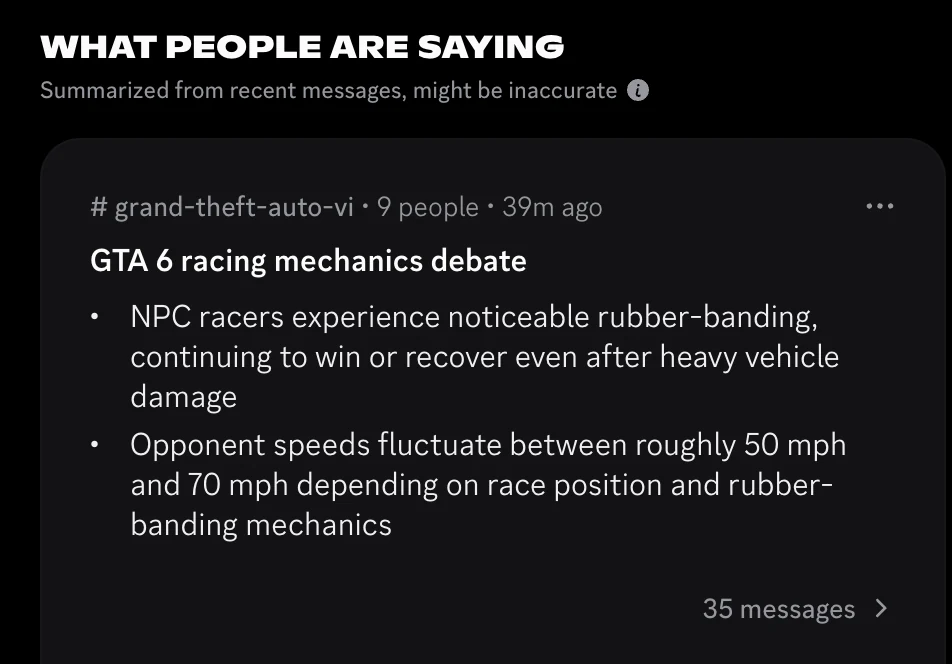 WHAT PEOPLE ARE SAYING
Summarized from recent messages, might be inaccurate i
# grand-theft-auto-vi • 9 people • 39m ago
GTA 6 racing mechanics debate
• NPC racers experience noticeable rubber-banding,
continuing to win or recover even after heavy vehicle
damage
• Opponent speeds fluctuate between roughly 50 mph
and 70 mph depending on race position and rubber-
banding mechanics
35 messages >